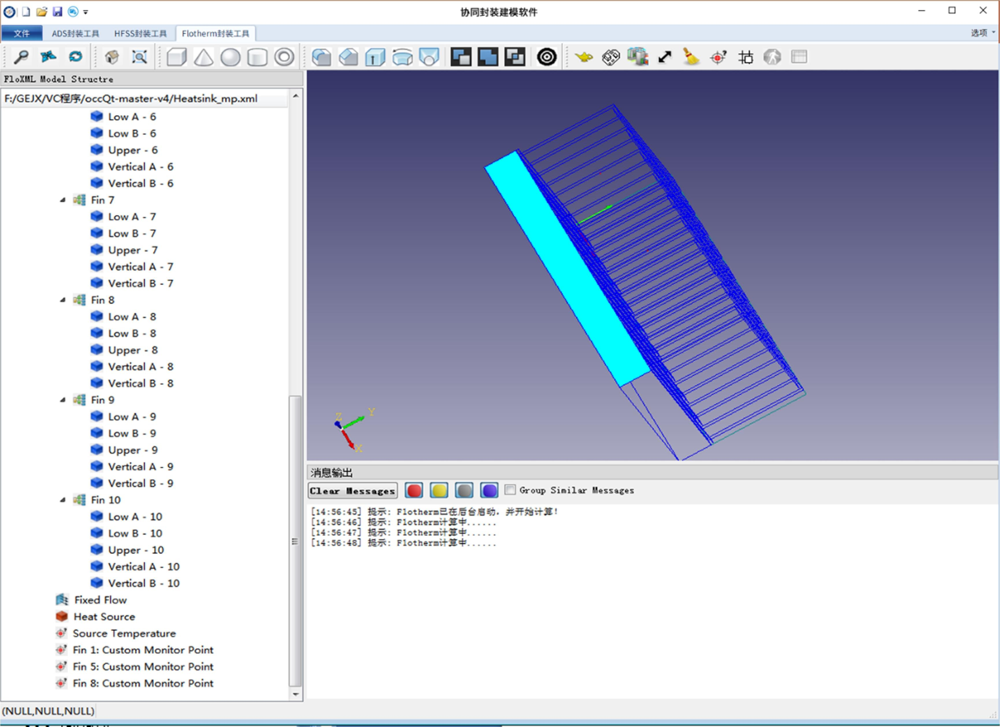 协同封装建模软件
文件 ADS封装工具 HFSS封装工具 Flotherm封装工具 选项
FloXML Model Structre
F:/GEJX/VC程序/occQt-master-v4/Heatsink_mp.xml
Low A - 6
Low B - 6
Upper - 6
Vertical A - 6
Vertical B - 6
Fin 7
Low A - 7
Low B - 7
Upper - 7
Vertical A - 7
Vertical B - 7
Fin 8
Low A - 8
Low B - 8
Upper - 8
Vertical A - 8
Vertical B - 8
Fin 9
Low A - 9
Low B - 9
Upper - 9
Vertical A - 9
Vertical B - 9
Fin 10
Low A - 10
Low B - 10
Upper - 10
Vertical A - 10
Vertical B - 10
Fixed Flow
Heat Source
Source Temperature
Fin 1: Custom Monitor Point
Fin 5: Custom Monitor Point
Fin 8: Custom Monitor Point
Z Y
X
消息输出
Clear Messages Group Similar Messages
[14:56:45] 提示: Flotherm已在后台启动，并开始计算!
[14:56:46] 提示: Flotherm计算中......
[14:56:47] 提示: Flotherm计算中......
[14:56:48] 提示: Flotherm计算中......
(NULL,NULL,NULL)